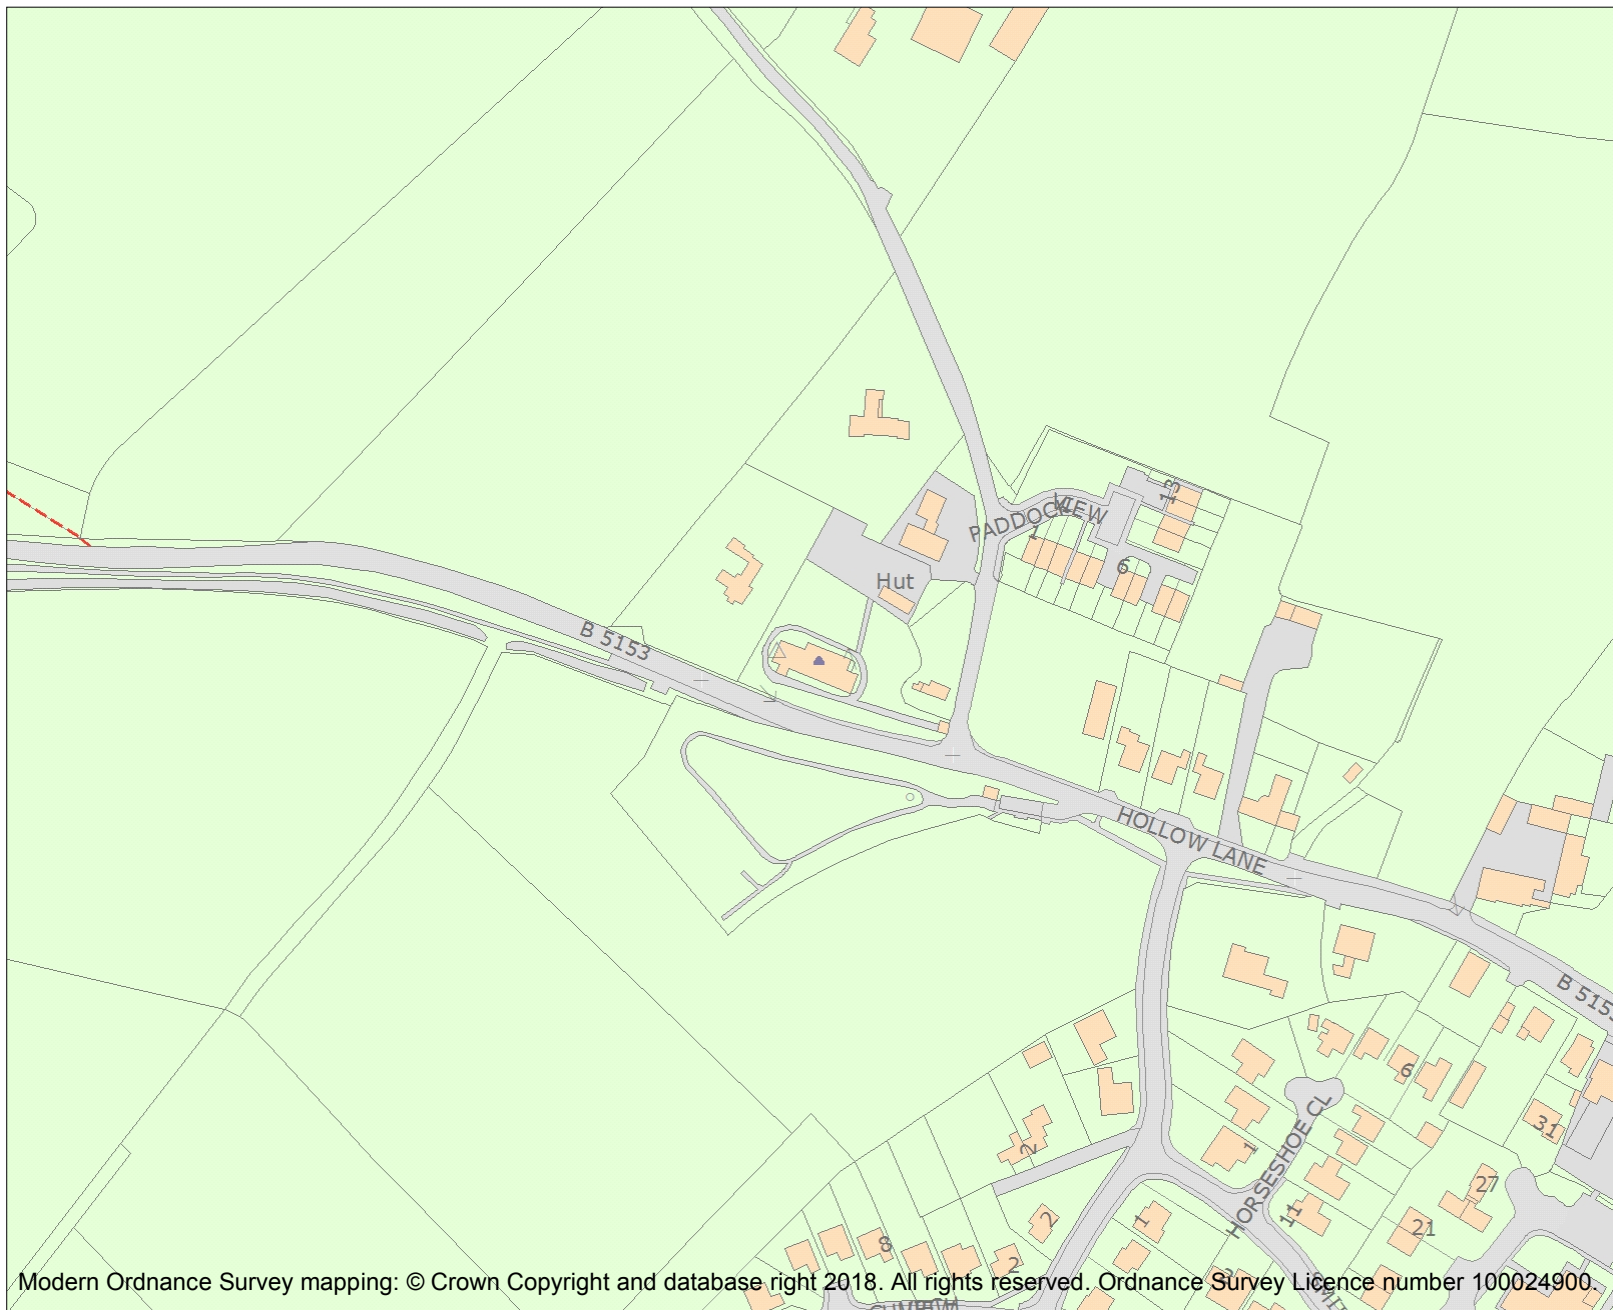 13
PADDOCK VIEW
1
6
Hut
B 5153
HOLLOW LANE
B 5153
6
31
HORSESHOE CL
1
2
27
11
21
2
1
8
2
Modern Ordnance Survey mapping: © Crown Copyright and database right 2018. All rights reserved. Ordnance Survey Licence number 100024900.